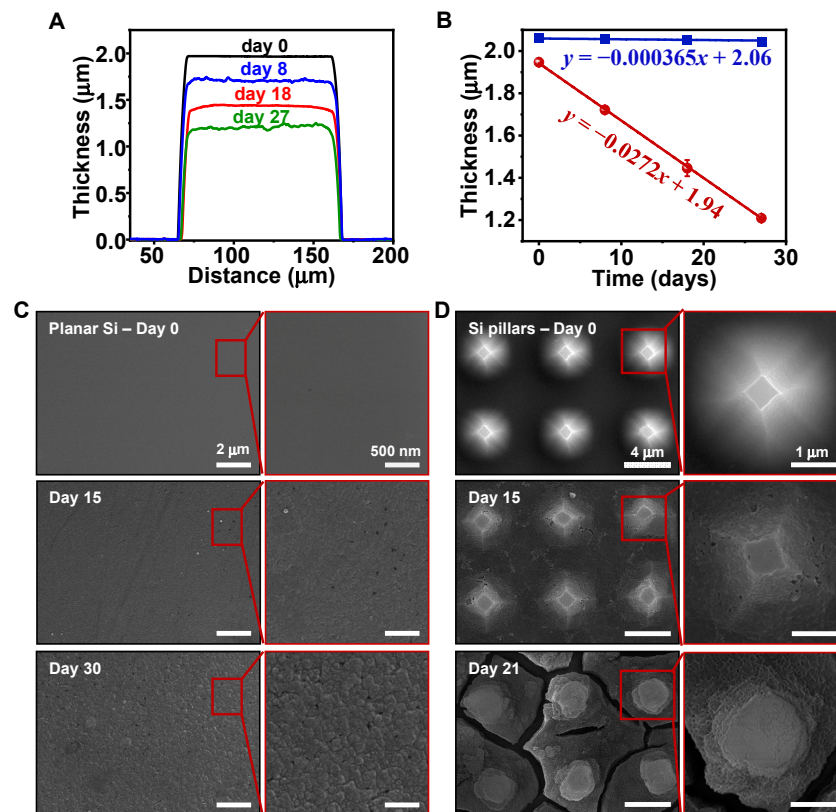 A
day 0
day 8
day 18
day 27
2.0
1.5
1.0
0.5
0.0
Thickness (μm)
50
100
150
200
Distance (μm)
B
y = −0.000365x + 2.06
y = −0.0272x + 1.94
2.0
1.8
1.6
1.4
1.2
Thickness (μm)
0
10
20
30
Time (days)
C
Planar Si – Day 0
2 μm
500 nm
Day 15
Day 30
D
Si pillars – Day 0
4 μm
1 μm
Day 15
Day 21